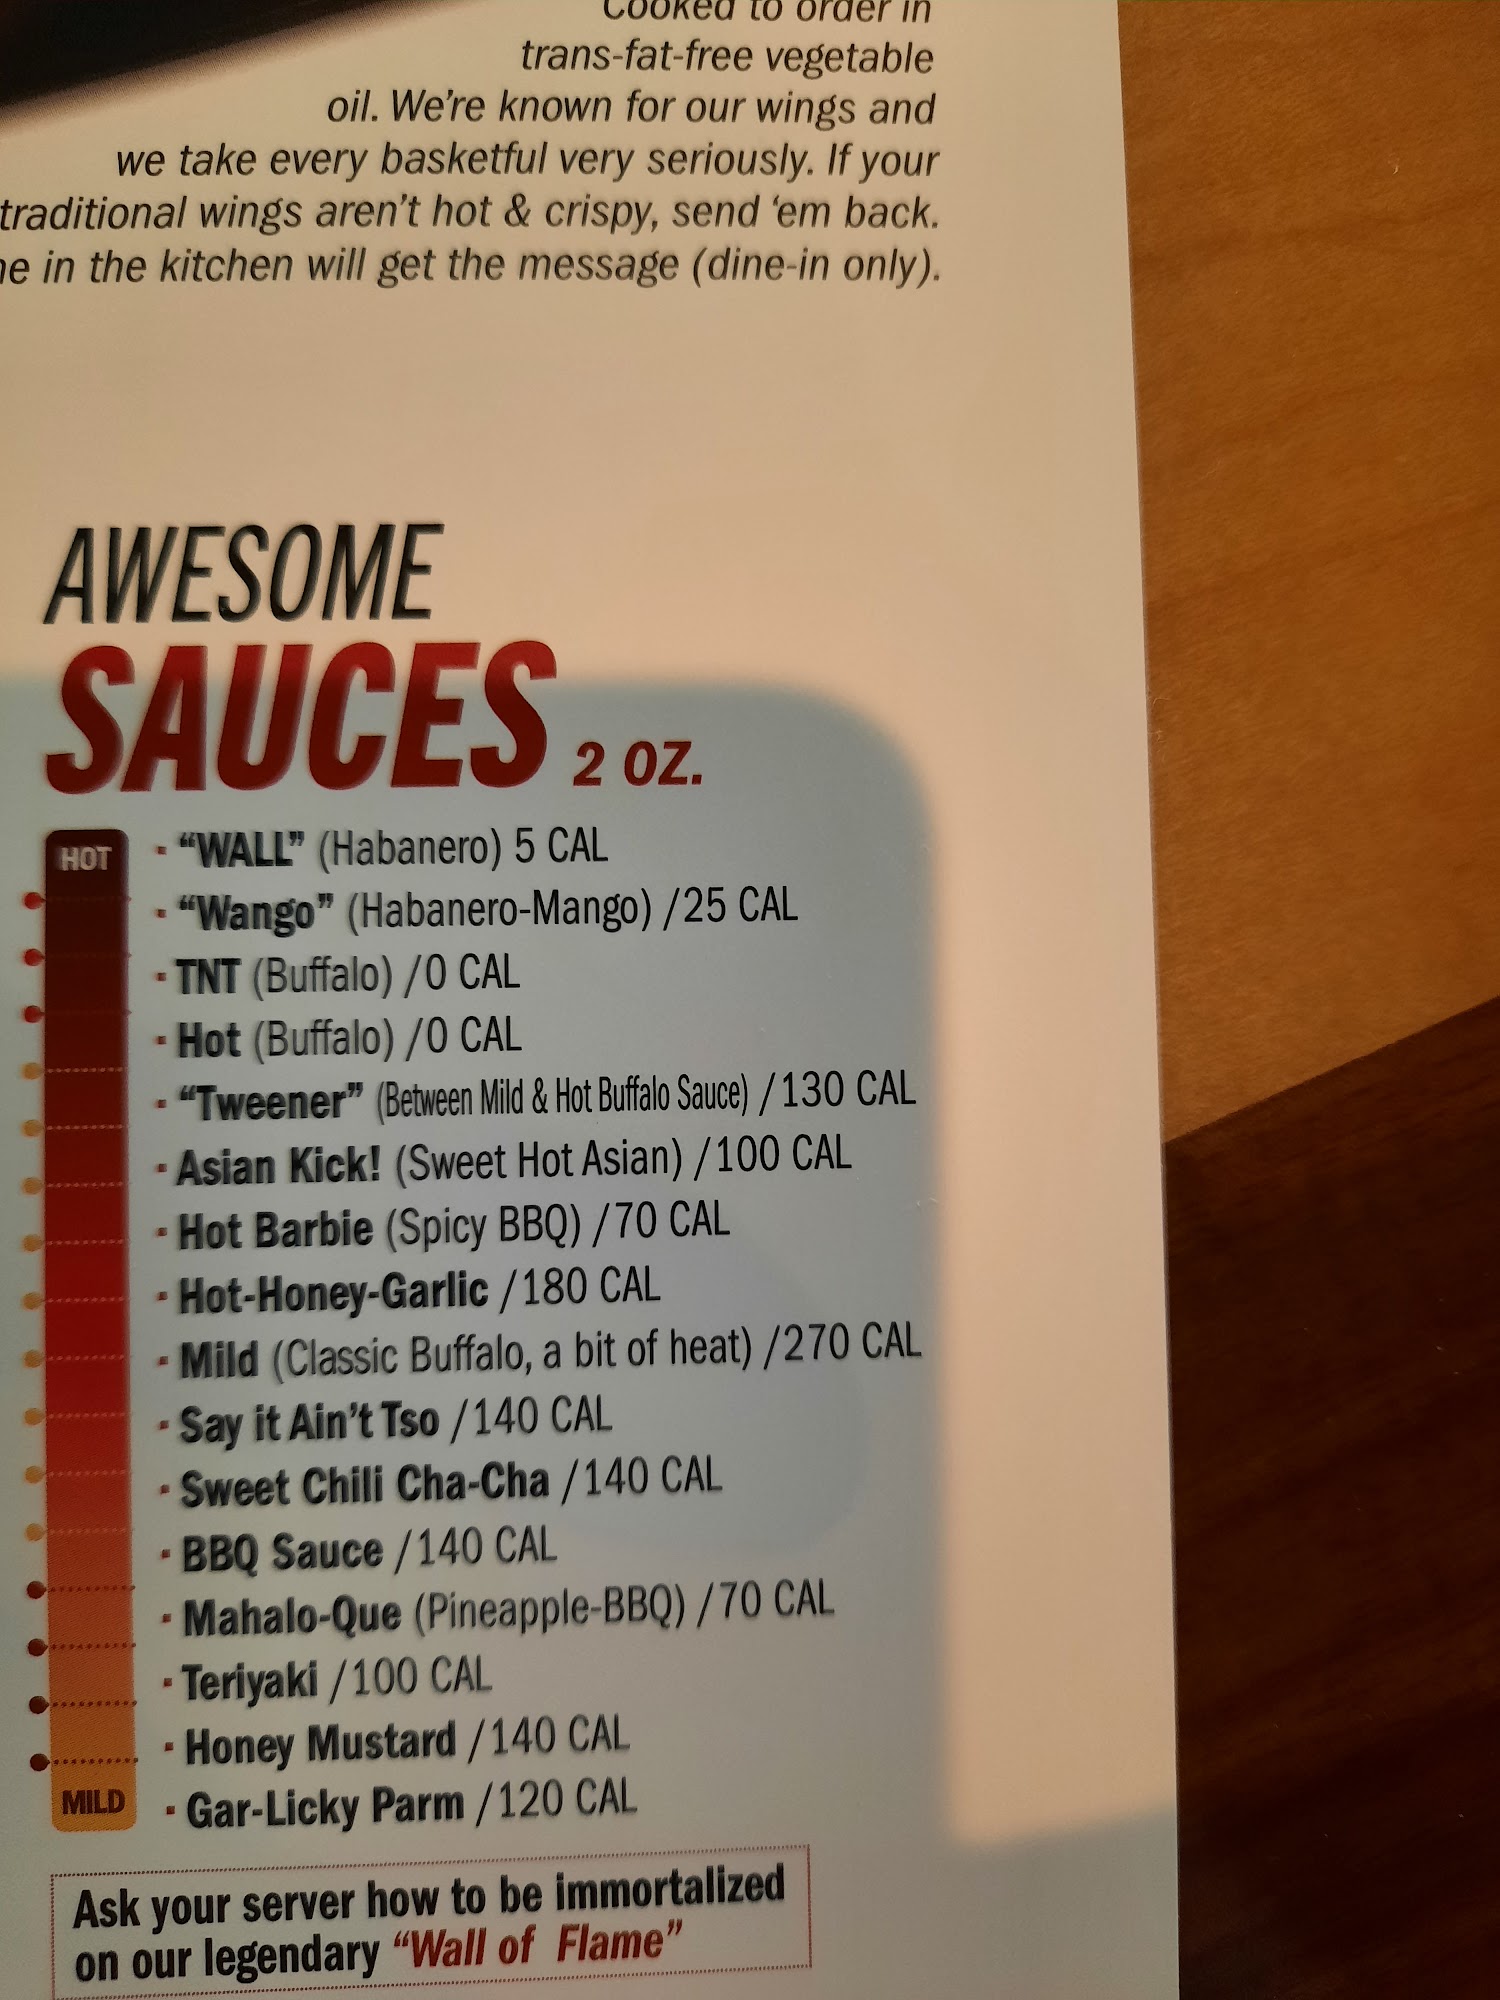 Cooked to order in
trans-fat-free vegetable
oil. We're known for our wings and
we take every basketful very seriously. If your
traditional wings aren't hot & crispy, send 'em back.
in the kitchen will get the message (dine-in only).
AWESOME
SAUCES 2 OZ.
HOT
· “WALL” (Habanero) 5 CAL
· “Wango” (Habanero-Mango) /25 CAL
· TNT (Buffalo) /0 CAL
· Hot (Buffalo) /0 CAL
· “Tweener” (Between Mild & Hot Buffalo Sauce) /130 CAL
· Asian Kick! (Sweet Hot Asian) /100 CAL
· Hot Barbie (Spicy BBQ) /70 CAL
· Hot-Honey-Garlic /180 CAL
· Mild (Classic Buffalo, a bit of heat) /270 CAL
· Say it Ain't Tso /140 CAL
· Sweet Chili Cha-Cha /140 CAL
· BBQ Sauce /140 CAL
· Mahalo-Que (Pineapple-BBQ) /70 CAL
· Teriyaki /100 CAL
· Honey Mustard /140 CAL
· Gar-Licky Parm /120 CAL
MILD
Ask your server how to be immortalized
on our legendary “Wall of Flame”